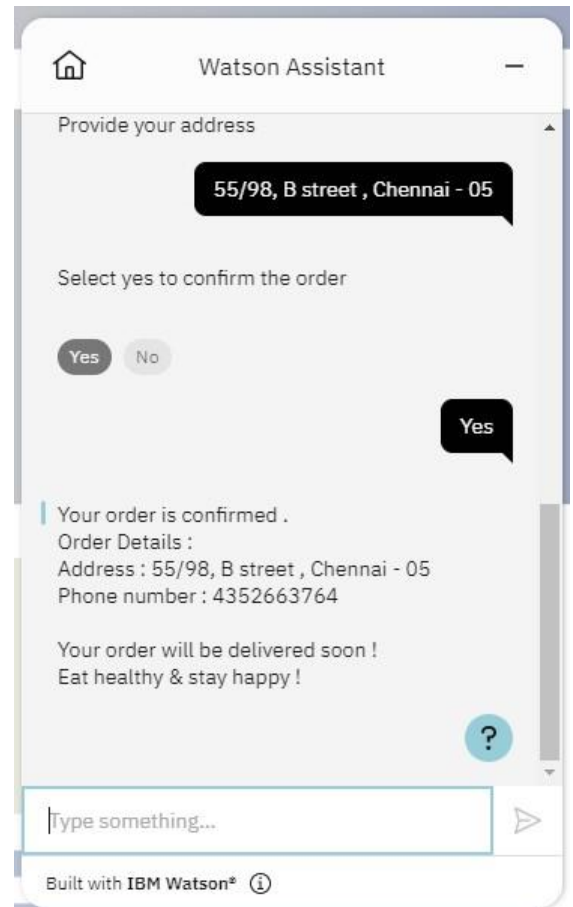 Watson Assistant
Provide your address
55/98, B street , Chennai - 05
Select yes to confirm the order
Yes No
Yes
Your order is confirmed .
Order Details :
Address : 55/98, B street , Chennai - 05
Phone number : 4352663764
Your order will be delivered soon !
Eat healthy & stay happy !
?
Type something...
Built with IBM Watson®